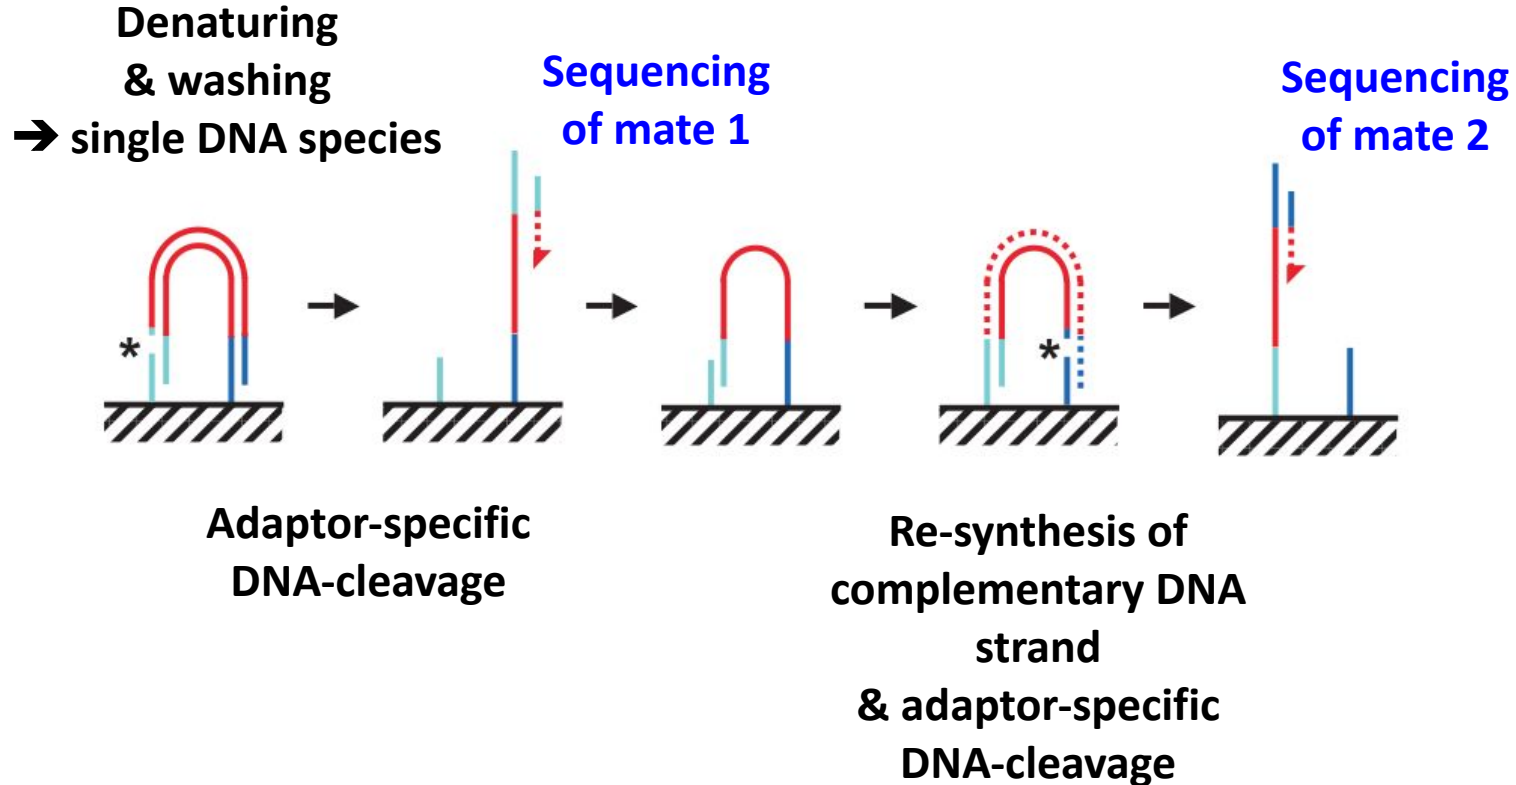 Denaturing
& washing
➔ single DNA species
Sequencing
of mate 1
Sequencing
of mate 2
*
*
Adaptor-specific
DNA-cleavage
Re-synthesis of
complementary DNA
strand
& adaptor-specific
DNA-cleavage